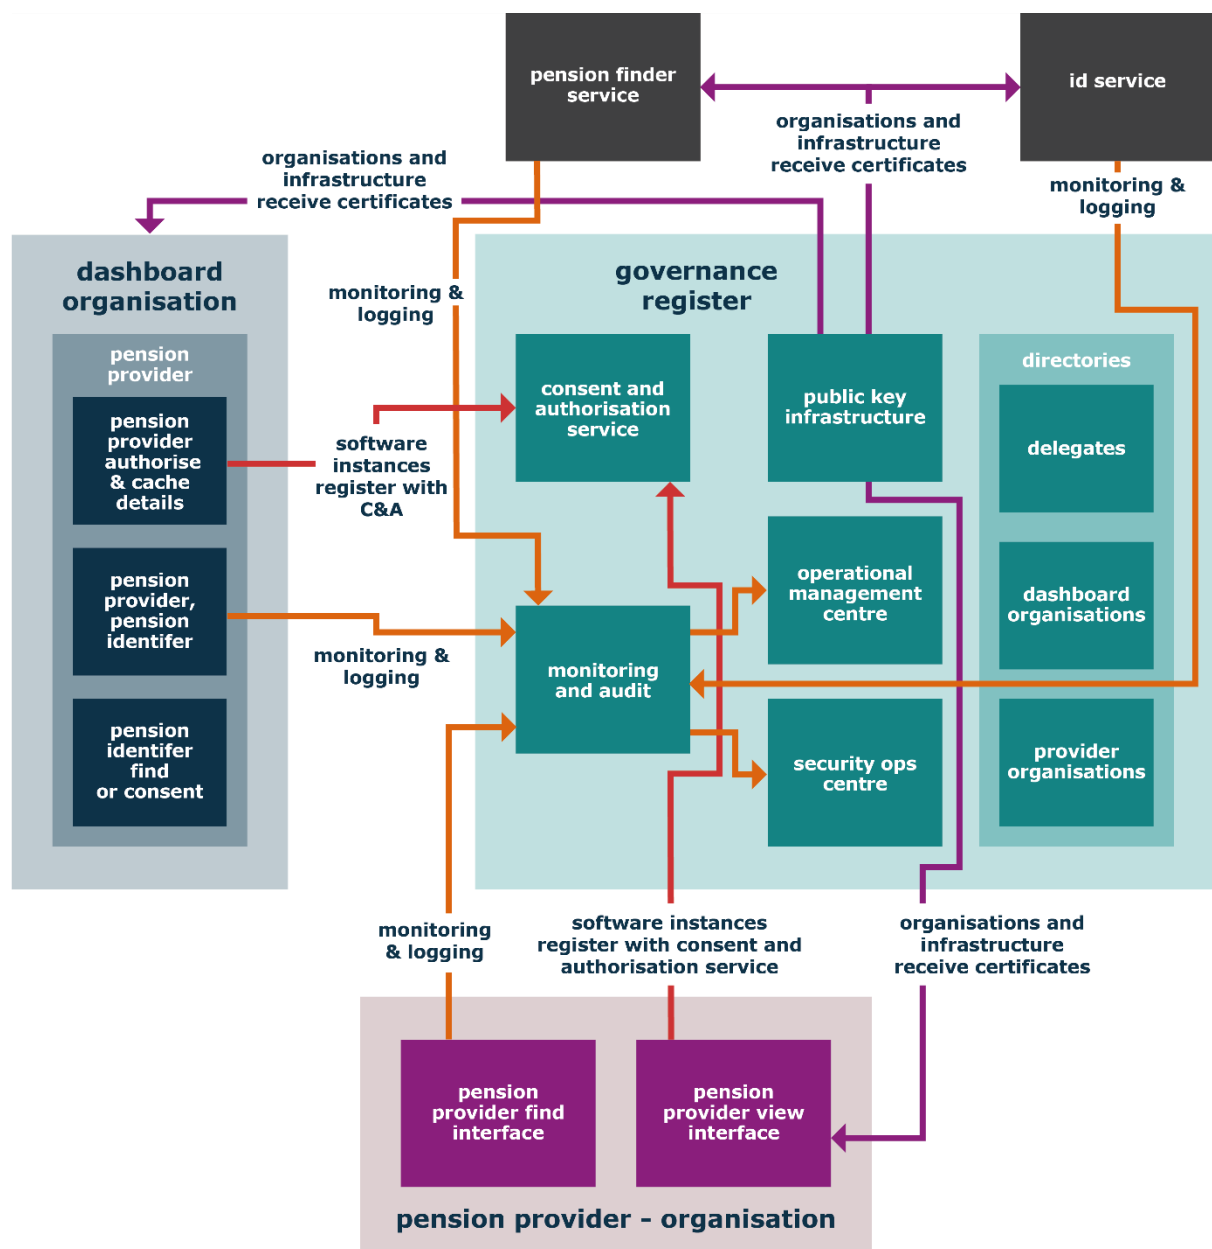 pension finder
service
id service
organisations and
infrastructure
receive certificates
organisations and
infrastructure
receive certificates
monitoring &
logging
dashboard
organisation
governance
register
monitoring &
logging
pension
provider
pension
provider
authorise
& cache
details
pension
provider,
pension
identifer
pension
identifer
find
or consent
software
instances
register with
C&A
monitoring &
logging
consent and
authorisation
service
public key
infrastructure
directories
delegates
dashboard
organisations
provider
organisations
operational
management
centre
monitoring
and audit
security ops
centre
monitoring
& logging
software instances
register with consent and
authorisation service
organisations and
infrastructure
receive certificates
pension
provider find
interface
pension
provider view
interface
pension provider - organisation